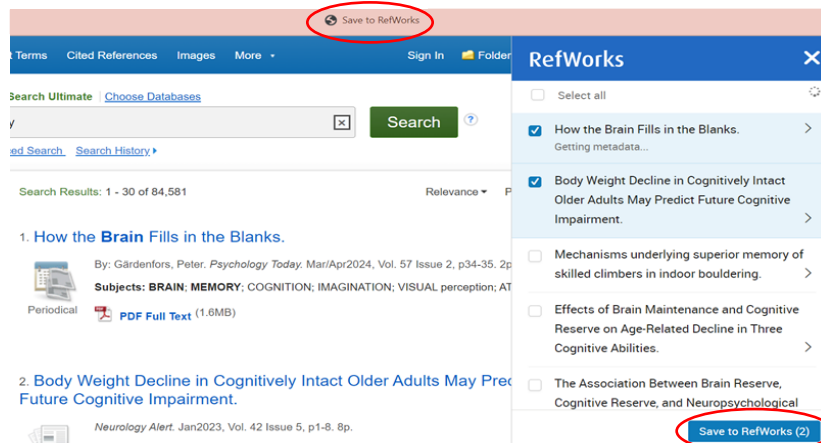 Save to RefWorks
t Terms Cited References Images More Sign In Folder
Search Ultimate Choose Databases
y Search
ced Search Search History
Search Results: 1 - 30 of 84,581 Relevance P
1. How the Brain Fills in the Blanks.
By: Gärdenfors, Peter. Psychology Today. Mar/Apr2024, Vol. 57 Issue 2, p34-35. 2p
Subjects: BRAIN; MEMORY; COGNITION; IMAGINATION; VISUAL perception; AT
Periodical
PDF Full Text (1.6MB)
2. Body Weight Decline in Cognitively Intact Older Adults May Pred
Future Cognitive Impairment.
Neurology Alert. Jan2023, Vol. 42 Issue 5, p1-8. 8p.
RefWorks
Select all
How the Brain Fills in the Blanks.
Getting metadata...
Body Weight Decline in Cognitively Intact
Older Adults May Predict Future Cognitive
Impairment.
Mechanisms underlying superior memory of
skilled climbers in indoor bouldering.
Effects of Brain Maintenance and Cognitive
Reserve on Age-Related Decline in Three
Cognitive Abilities.
The Association Between Brain Reserve,
Cognitive Reserve, and Neuropsychological
Save to RefWorks (2)